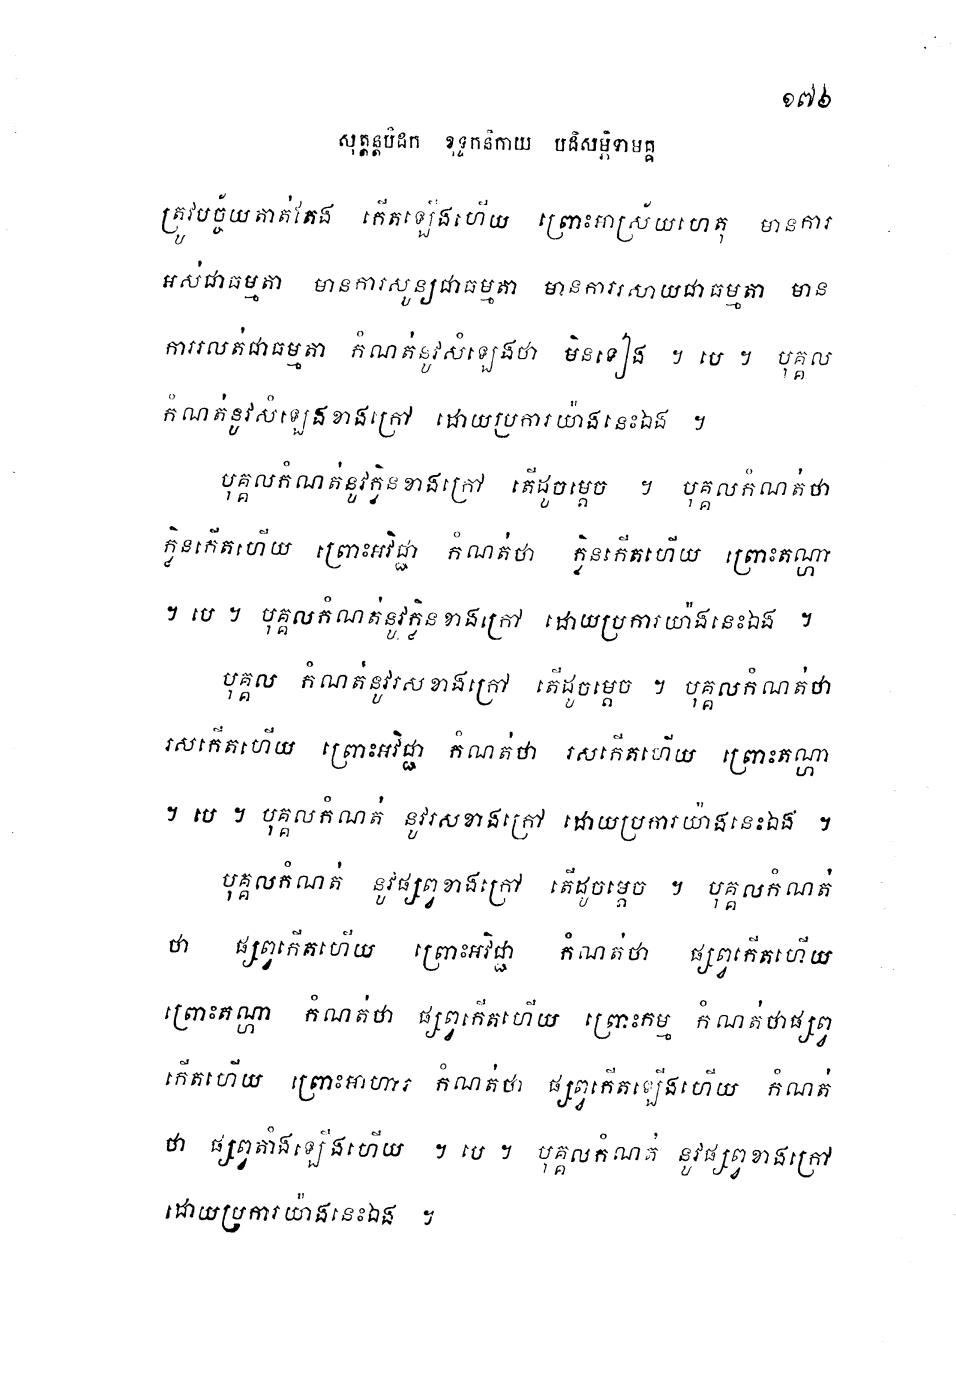 ១៧៦
សុត្តន្តបិដក ខុទ្ទកនិកាយ បដិសម្ភិទាមគ្គ
ត្រូវបច្ច័យតាក់តែង កើតឡើងហើយ ព្រោះអាស្រ័យហេតុ មានការ
អស់ជាធម្មតា មានការសូន្យជាធម្មតា មានការរសាយជាធម្មតា មាន
ការរលត់ជាធម្មតា កំណត់នូវសំឡេងថា មិនទៀង ។ បេ ។ បុគ្គល
កំណត់នូវសំឡេងខាងក្រៅ ដោយប្រការយ៉ាងនេះឯង ។
បុគ្គលកំណត់នូវក្លិនខាងក្រៅ តើដូចម្តេច ។ បុគ្គលកំណត់ថា
ក្លិនកើតហើយ ព្រោះអវិជ្ជា កំណត់ថា ក្លិនកើតហើយ ព្រោះតណ្ហា
។ បេ ។ បុគ្គលកំណត់នូវក្លិនខាងក្រៅ ដោយប្រការយ៉ាងនេះឯង ។
បុគ្គល កំណត់នូវរសខាងក្រៅ តើដូចម្តេច ។ បុគ្គលកំណត់ថា
រសកើតហើយ ព្រោះអវិជ្ជា កំណត់ថា រសកើតហើយ ព្រោះតណ្ហា
។ បេ ។ បុគ្គលកំណត់ នូវរសខាងក្រៅ ដោយប្រការយ៉ាងនេះឯង ។
បុគ្គលកំណត់ នូវផ្សព្វខាងក្រៅ តើដូចម្តេច ។ បុគ្គលកំណត់
ថា ផ្សព្វកើតហើយ ព្រោះអវិជ្ជា កំណត់ថា ផ្សព្វកើតហើយ
ព្រោះតណ្ហា កំណត់ថា ផ្សព្វកើតហើយ ព្រោះកម្ម កំណត់ថាផ្សព្វ
កើតហើយ ព្រោះអាហារ កំណត់ថា ផ្សព្វកើតឡើងហើយ កំណត់
ថា ផ្សព្វតាំងឡើងហើយ ។ បេ ។ បុគ្គលកំណត់ នូវផ្សព្វខាងក្រៅ
ដោយប្រការយ៉ាងនេះឯង ។